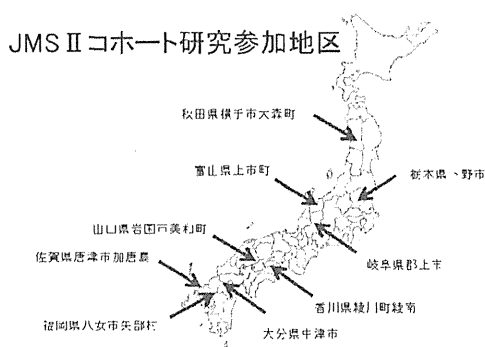 JMSⅡコホート研究参加地区
秋田県横手市大森町
富山県上市町
栃木県下野市
山口県岩国市美和町
佐賀県唐津市加唐島
岐阜県郡上市
香川県綾川町綾南
福岡県八女市矢部村
大分県中津市